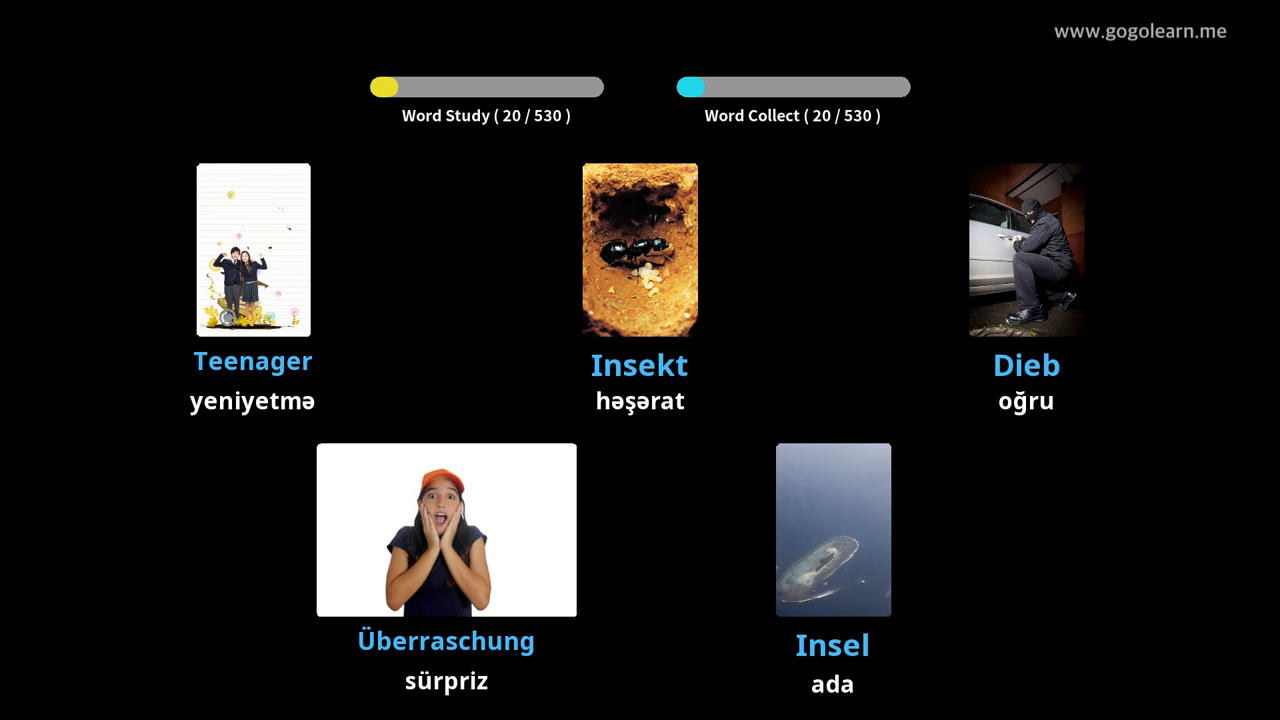 www.gogolearn.me
Word Study ( 20 / 530 )
Word Collect ( 20 / 530 )
Teenager
yeniyetmə
Insekt
həşərat
Dieb
oğru
Überraschung
sürpriz
Insel
ada